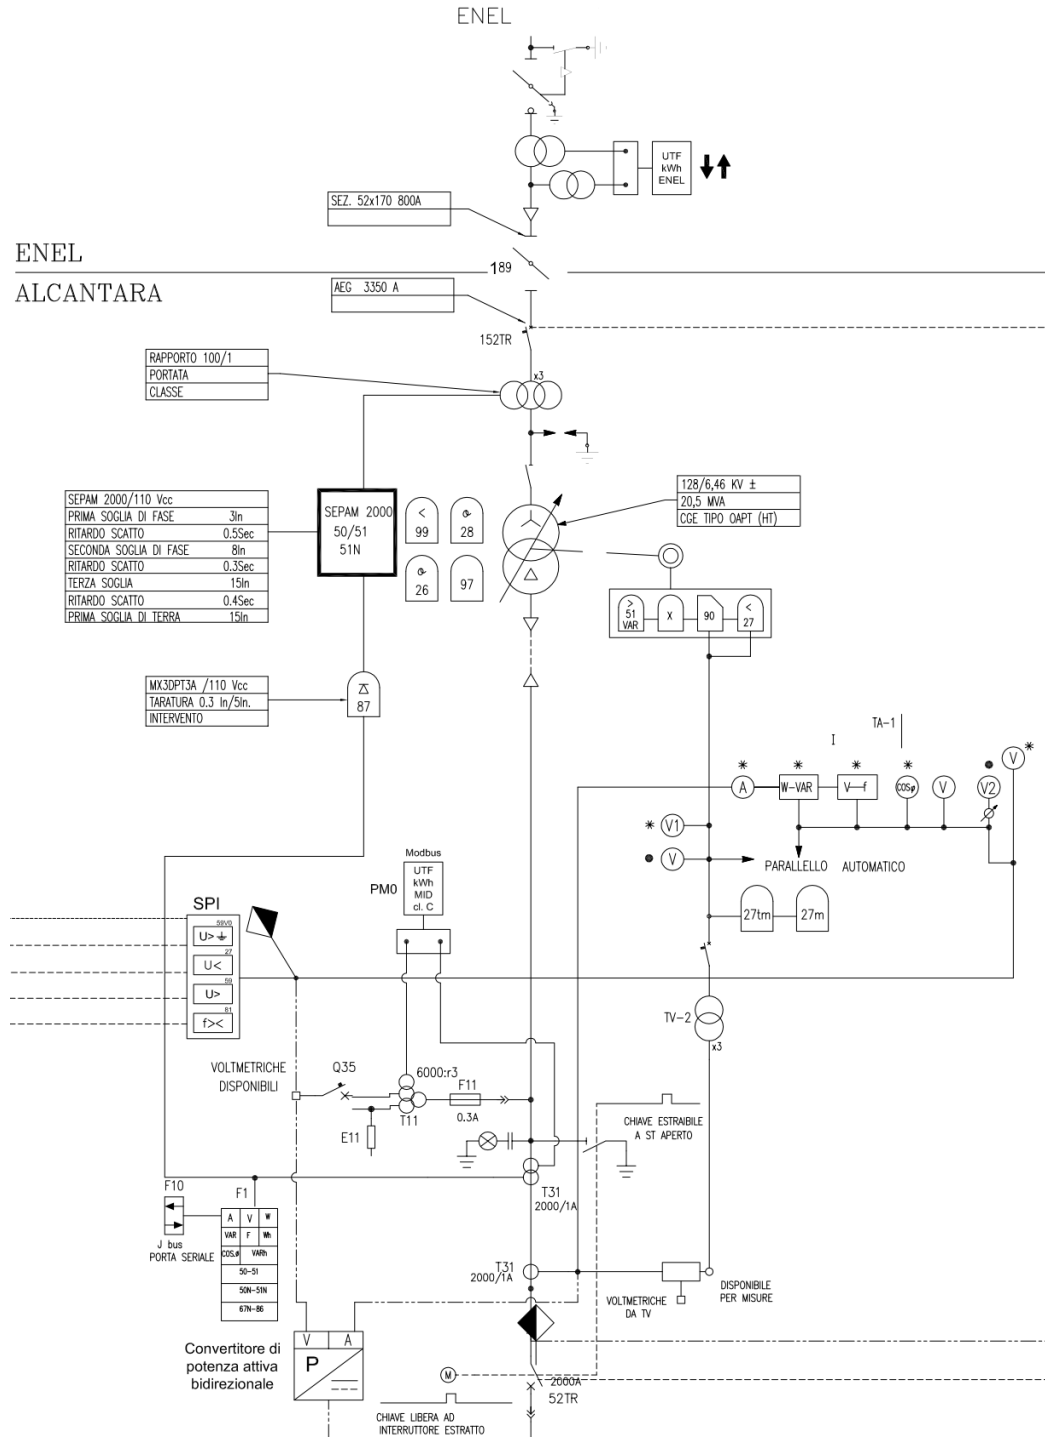 ENEL
UTF
kWh
ENEL
SEZ. 52x170 800A
ENEL
189
ALCANTARA
AEG 3350 A
152TR
RAPPORTO 100/1
PORTATA
CLASSE
x3
SEPAM 2000/110 Vcc
PRIMA SOGLIA DI FASE 3In
RITARDO SCATTO 0.5Sec
SECONDA SOGLIA DI FASE 8In
RITARDO SCATTO 0.3Sec
TERZA SOGLIA 15In
RITARDO SCATTO 0.4Sec
PRIMA SOGLIA DI TERRA 15In
SEPAM 2000
50/51
51N
<
99
28
26
97
128/6,46 KV ±
20,5 MVA
CGE TIPO OAPT (HT)
>
51
VAR
X
90
<
27
MX3DPT3A /110 Vcc
TARATURA 0.3 In/5In.
INTERVENTO
87
TA-1
I
A
W-VAR
V—f
COSø
V
V2
V
*
V1
V
PARALLELO AUTOMATICO
Modbus
PM0
UTF
kWh
MID
cl. C
27tm
27m
SPI
59V0
U>
27
U<
59
U>
81
f><
TV-2
x3
VOLTMETRICHE
DISPONIBILI
Q35
6000:r3
T11
F11
0.3A
E11
CHIAVE ESTRAIBILE
A ST APERTO
T31
2000/1A
F10
J bus
PORTA SERIALE
F1
A V W
VAR F Wh
COSø VARh
50-51
50N-51N
67N-86
T31
2000/1A
VOLTMETRICHE
DA TV
DISPONIBILE
PER MISURE
Convertitore di
potenza attiva
bidirezionale
V A
P
M
2000A
52TR
CHIAVE LIBERA AD
INTERRUTTORE ESTRATTO